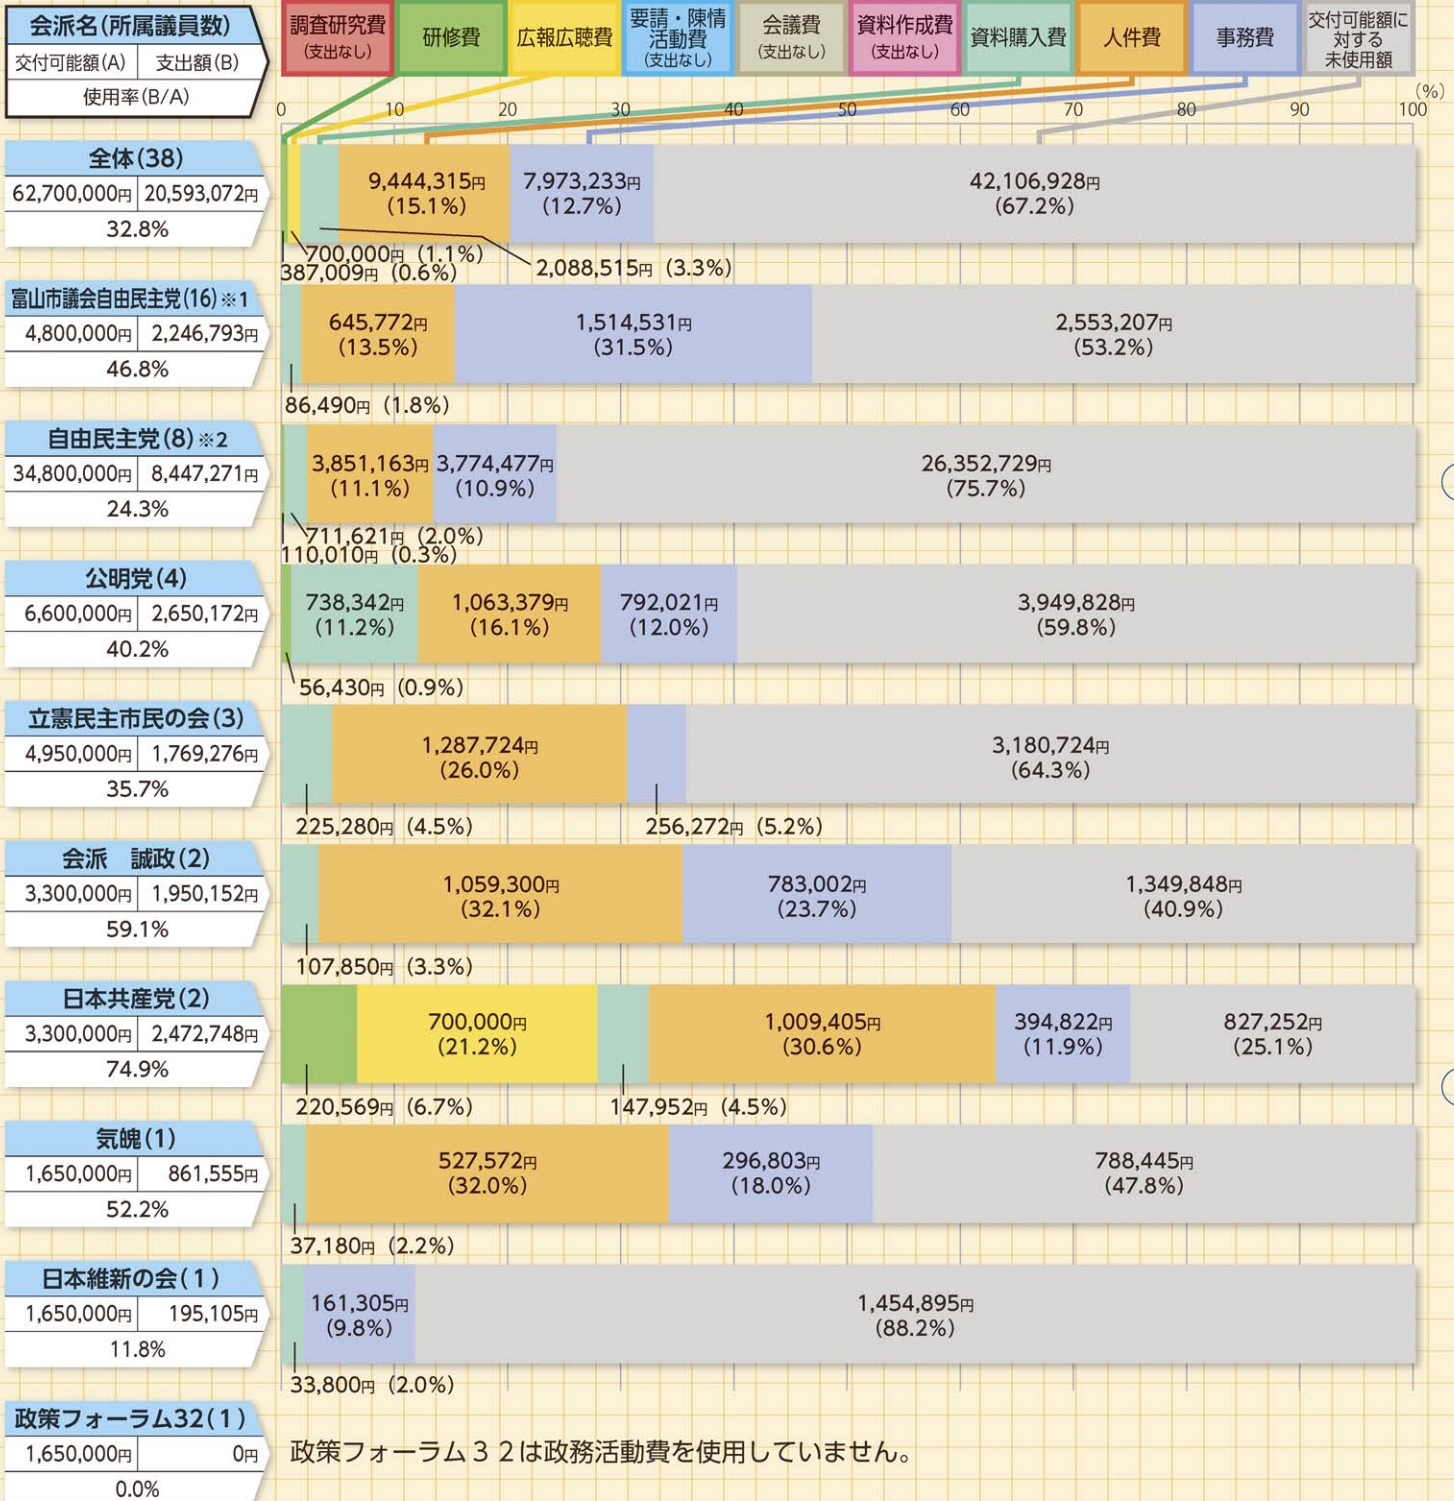 会派名(所属議員数)
交付可能額(A) 支出額(B)
使用率(B/A)
調査研究費
(支出なし)
研修費
広報広聴費
要請・陳情
活動費
(支出なし)
会議費
(支出なし)
資料作成費
(支出なし)
資料購入費
人件費
事務費
交付可能額に
対する
未使用額
(%)
0 10 20 30 40 50 60 70 80 90 100
全体(38)
62,700,000円 20,593,072円
32.8%
9,444,315円
(15.1%)
7,973,233円
(12.7%)
42,106,928円
(67.2%)
700,000円 (1.1%)
387,009円 (0.6%)
2,088,515円 (3.3%)
富山市議会自由民主党(16)※1
4,800,000円 2,246,793円
46.8%
645,772円
(13.5%)
1,514,531円
(31.5%)
2,553,207円
(53.2%)
86,490円 (1.8%)
自由民主党(8)※2
34,800,000円 8,447,271円
24.3%
3,851,163円
(11.1%)
3,774,477円
(10.9%)
26,352,729円
(75.7%)
711,621円 (2.0%)
110,010円 (0.3%)
公明党(4)
6,600,000円 2,650,172円
40.2%
738,342円
(11.2%)
1,063,379円
(16.1%)
792,021円
(12.0%)
3,949,828円
(59.8%)
56,430円 (0.9%)
立憲民主市民の会(3)
4,950,000円 1,769,276円
35.7%
1,287,724円
(26.0%)
3,180,724円
(64.3%)
225,280円 (4.5%)
256,272円 (5.2%)
会派 誠政(2)
3,300,000円 1,950,152円
59.1%
1,059,300円
(32.1%)
783,002円
(23.7%)
1,349,848円
(40.9%)
107,850円 (3.3%)
日本共産党(2)
3,300,000円 2,472,748円
74.9%
700,000円
(21.2%)
1,009,405円
(30.6%)
394,822円
(11.9%)
827,252円
(25.1%)
220,569円 (6.7%)
147,952円 (4.5%)
気魄(1)
1,650,000円 861,555円
52.2%
527,572円
(32.0%)
296,803円
(18.0%)
788,445円
(47.8%)
37,180円 (2.2%)
日本維新の会(1)
1,650,000円 195,105円
11.8%
161,305円
(9.8%)
1,454,895円
(88.2%)
33,800円 (2.0%)
政策フォーラム32(1)
1,650,000円 0円
0.0%
政策フォーラム32は政務活動費を使用していません。